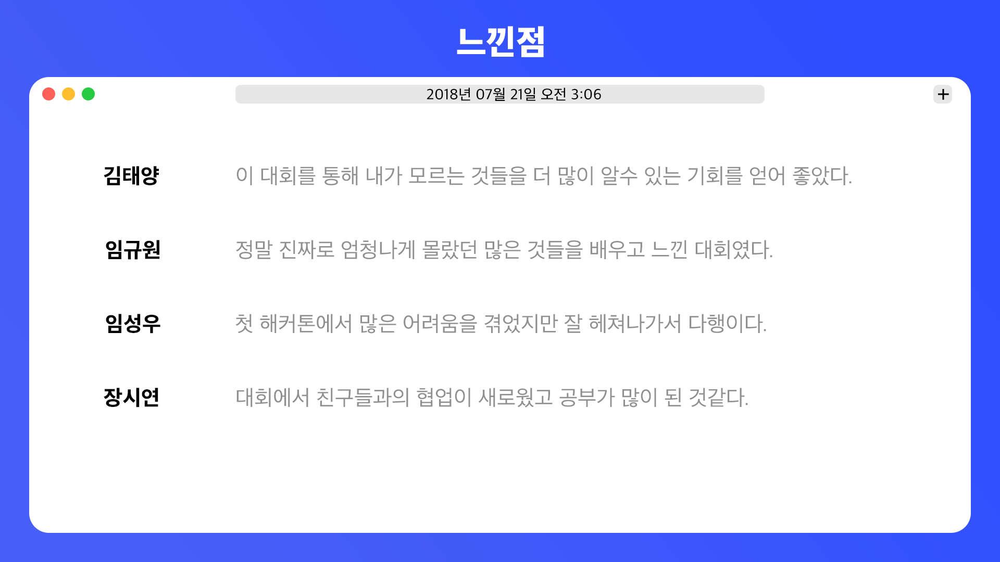 느낀점
2018년 07월 21일 오전 3:06
+
김태양 이 대회를 통해 내가 모르는 것들을 더 많이 알수 있는 기회를 얻어 좋았다.
임규원 정말 진짜로 엄청나게 몰랐던 많은 것들을 배우고 느낀 대회였다.
임성우 첫 해커톤에서 많은 어려움을 겪었지만 잘 헤쳐나가서 다행이다.
장시연 대회에서 친구들과의 협업이 새로웠고 공부가 많이 된 것같다.